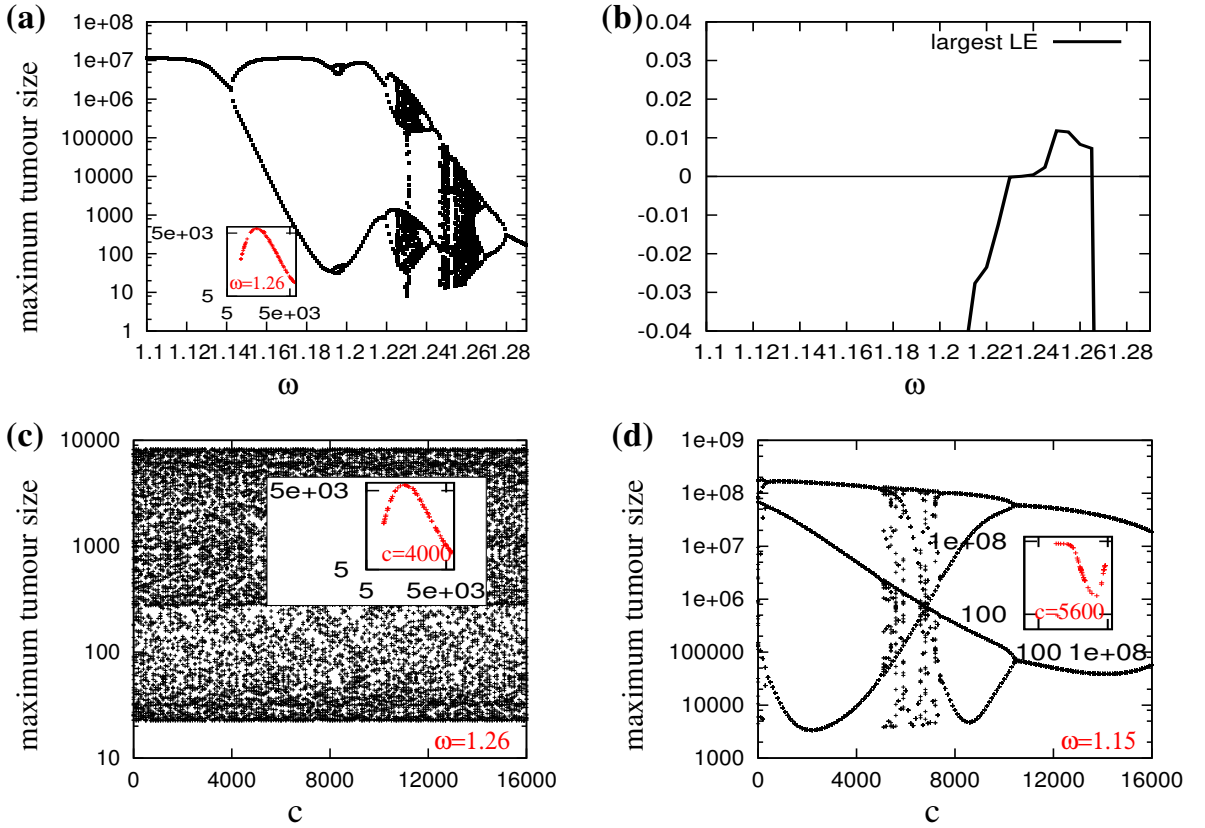 (a)
maximum tumour size
1e+08
1e+07
1e+06
100000
10000
1000
100
10
1
1.1 1.12 1.14 1.16 1.18 1.2 1.22 1.24 1.26 1.28
ω
5e+03
ω=1.26
5
5 5e+03
(b)
largest LE
0.04
0.03
0.02
0.01
0
-0.01
-0.02
-0.03
-0.04
1.1 1.12 1.14 1.16 1.18 1.2 1.22 1.24 1.26 1.28
ω
(c)
maximum tumour size
10000
1000
100
10
0 4000 8000 12000 16000
c
5e+03
c=4000
5
5 5e+03
ω=1.26
(d)
maximum tumour size
1e+09
1e+08
1e+07
1e+06
100000
10000
1000
0 4000 8000 12000 16000
c
1e+08
c=5600
100
100 1e+08
ω=1.15